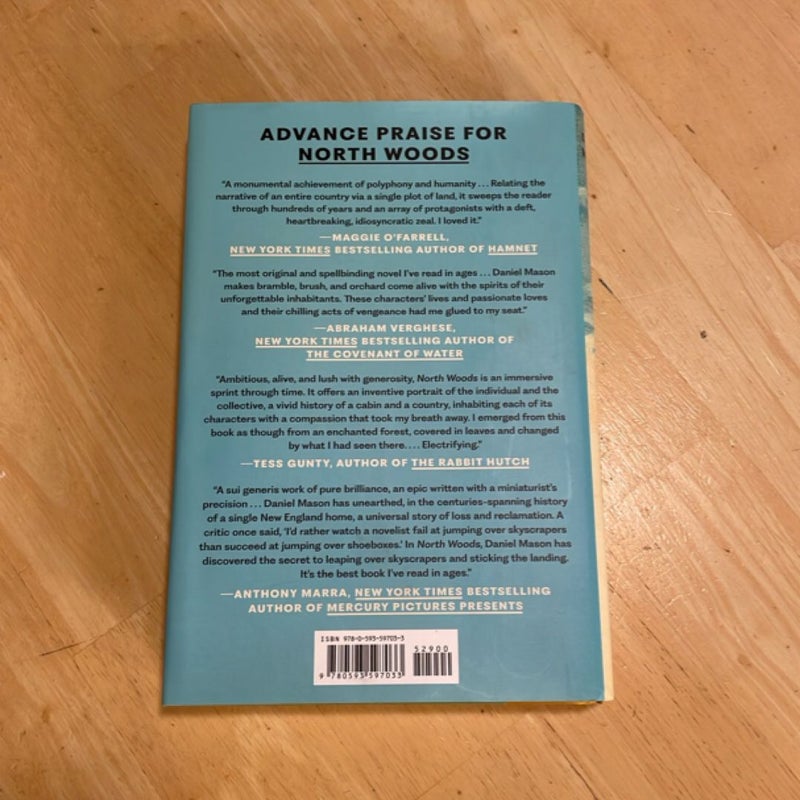 ADVANCE PRAISE FOR
NORTH WOODS
“A monumental achievement of polyphony and humanity . . . Relating the
narrative of an entire country via a single plot of land, it sweeps the reader
through hundreds of years and an array of protagonists with a deft,
heartbreaking, idiosyncratic zeal. I loved it.”
—MAGGIE O’FARRELL,
NEW YORK TIMES BESTSELLING AUTHOR OF HAMNET
“The most original and spellbinding novel I’ve read in ages . . . Daniel Mason
makes bramble, brush, and orchard come alive with the spirits of their
unforgettable inhabitants. These characters’ lives and passionate loves
and their chilling acts of vengeance had me glued to my seat.”
—ABRAHAM VERGHESE,
NEW YORK TIMES BESTSELLING AUTHOR OF
THE COVENANT OF WATER
“Ambitious, alive, and lush with generosity, North Woods is an immersive
sprint through time. It offers an inventive portrait of the individual and the
collective, a vivid history of a cabin and a country, inhabiting each of its
characters with a compassion that took my breath away. I emerged from this
book as though from an enchanted forest, covered in leaves and changed
by what I had seen there. . . . Electrifying.”
—TESS GUNTY, AUTHOR OF THE RABBIT HUTCH
“A sui generis work of pure brilliance, an epic written with a miniaturist’s
precision . . . Daniel Mason has unearthed, in the centuries-spanning history
of a single New England home, a universal story of loss and reclamation. A
critic once said, ‘I’d rather watch a novelist fail at jumping over skyscrapers
than succeed at jumping over shoeboxes.’ In North Woods, Daniel Mason has
discovered the secret to leaping over skyscrapers and sticking the landing.
It’s the best book I’ve read in ages.”
—ANTHONY MARRA, NEW YORK TIMES BESTSELLING
AUTHOR OF MERCURY PICTURES PRESENTS
ISBN 978-0-593-59703-3
52900
9 780593 597033